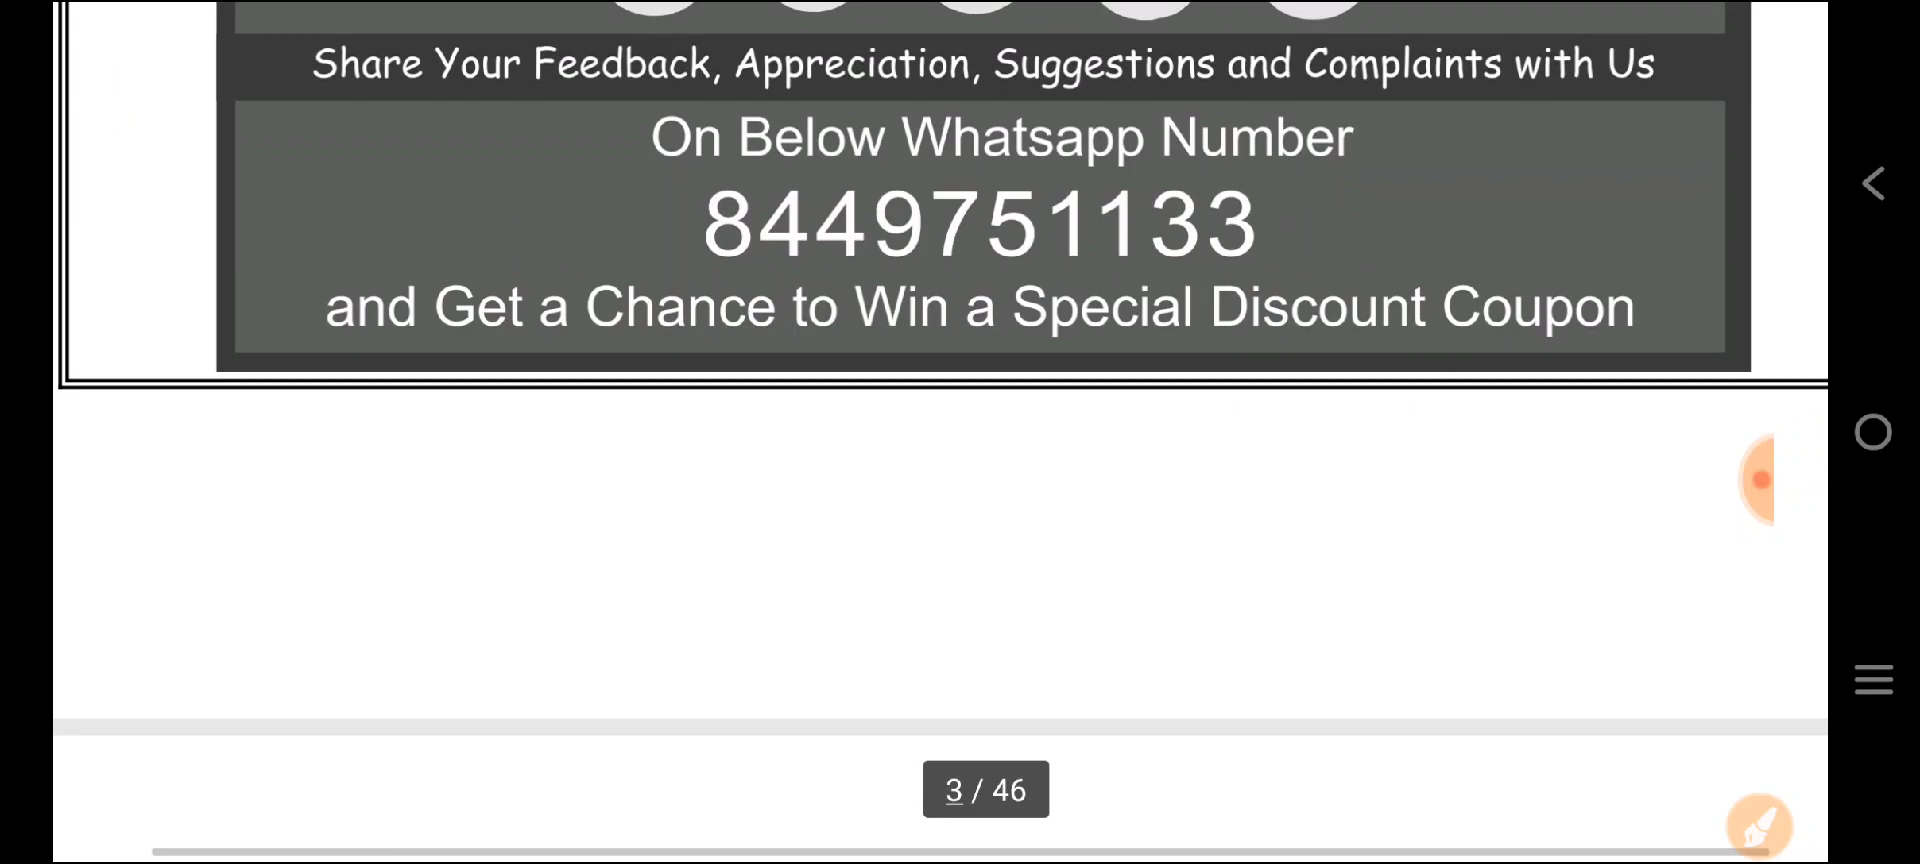 Share Your Feedback, Appreciation, Suggestions and Complaints with Us
On Below Whatsapp Number
8449751133
and Get a Chance to Win a Special Discount Coupon
3 / 46